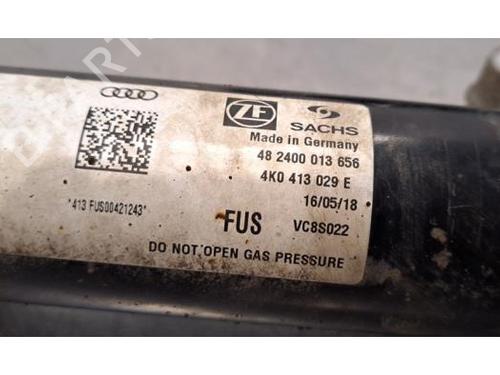 ZF SACHS
Made in Germany
48 2400 013 656
4K0 413 029 E
16/05/18
*413 FUS00421243*
FUS VC8S022
DO NOT OPEN GAS PRESSURE